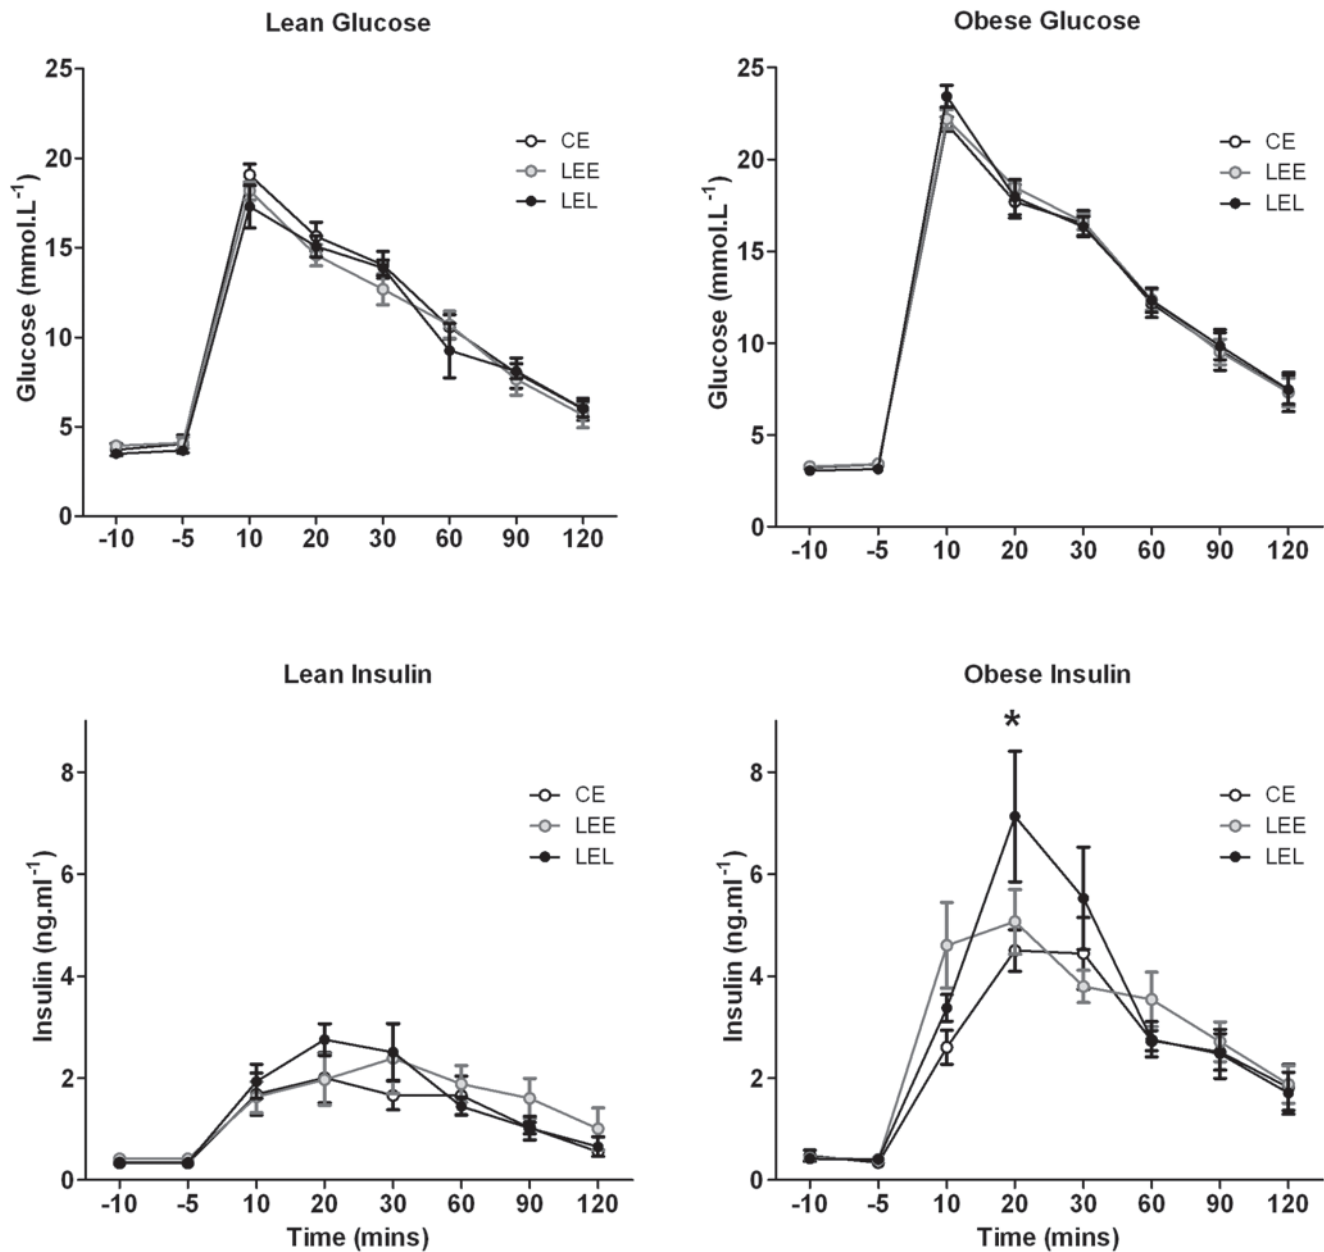 Lean Glucose
Glucose (mmol.L-1)
25
20
15
10
5
0
CE
LEE
LEL
-10 -5 10 20 30 60 90 120
Obese Glucose
Glucose (mmol.L-1)
25
20
15
10
5
0
CE
LEE
LEL
-10 -5 10 20 30 60 90 120
Lean Insulin
Insulin (ng.ml-1)
8
6
4
2
0
CE
LEE
LEL
-10 -5 10 20 30 60 90 120
Time (mins)
Obese Insulin
*
Insulin (ng.ml-1)
8
6
4
2
0
CE
LEE
LEL
-10 -5 10 20 30 60 90 120
Time (mins)